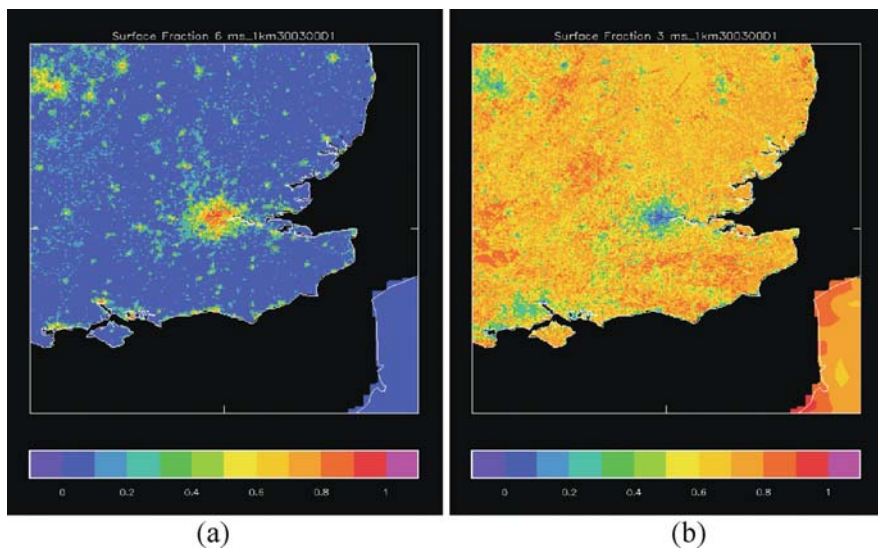 Surface Fraction 6 ms_1km300300D1
0 0.2 0.4 0.6 0.8 1
(a)
Surface Fraction 3 ms_1km300300D1
0 0.2 0.4 0.6 0.8 1
(b)